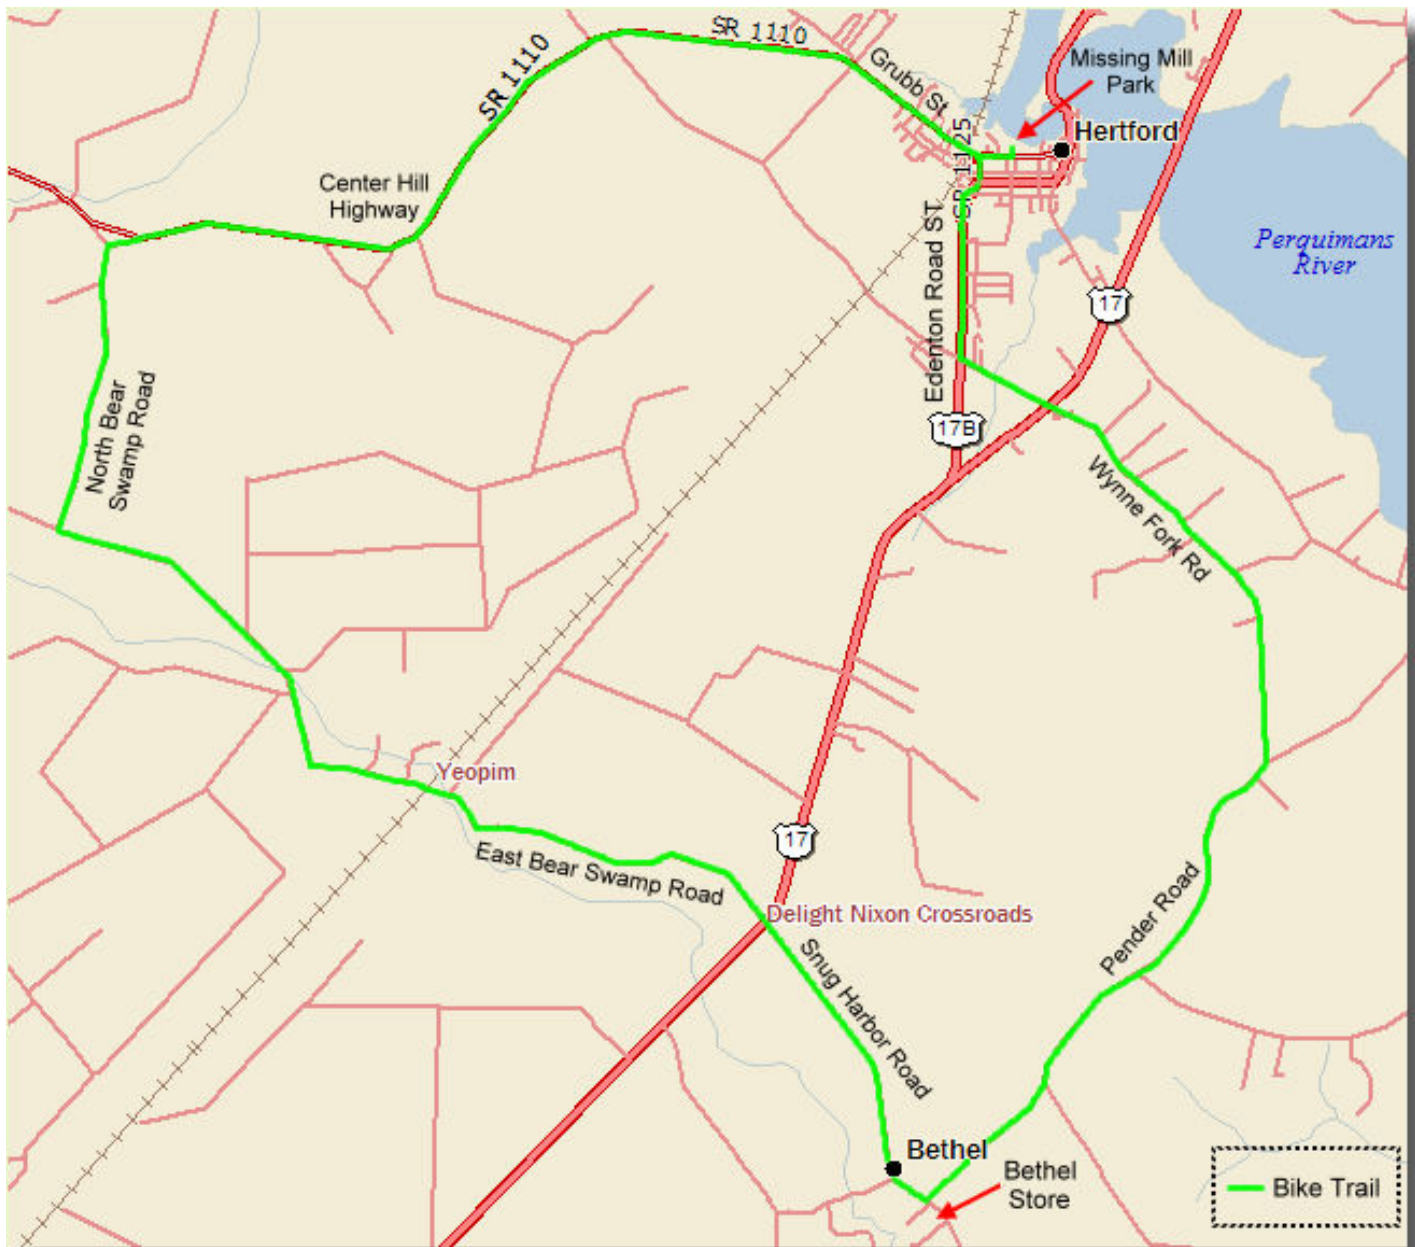 SR 1110
SR 1110
Grubb St
Missing Mill
Park
Hertford
SR 1125
Center Hill
Highway
Perquimans
River
Edenton Road ST
17
North Bear
Swamp Road
17B
Wynne Fork Rd
Yeopim
17
East Bear Swamp Road
Delight Nixon Crossroads
Snug Harbor Road
Pender Road
Bethel
Bethel
Store
Bike Trail